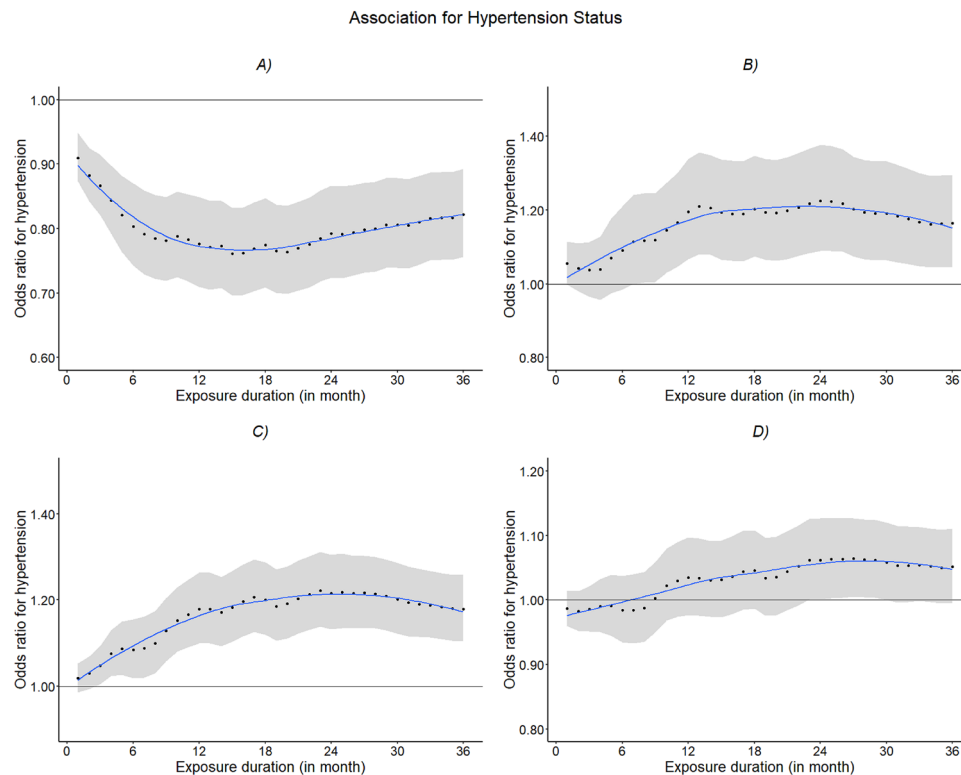 Association for Hypertension Status
A)
Odds ratio for hypertension
1.00
0.90
0.80
0.70
0.60
0 6 12 18 24 30 36
Exposure duration (in month)
B)
Odds ratio for hypertension
1.40
1.20
1.00
0.80
0 6 12 18 24 30 36
Exposure duration (in month)
C)
Odds ratio for hypertension
1.40
1.20
1.00
0 6 12 18 24 30 36
Exposure duration (in month)
D)
Odds ratio for hypertension
1.20
1.10
1.00
0.90
0.80
0 6 12 18 24 30 36
Exposure duration (in month)